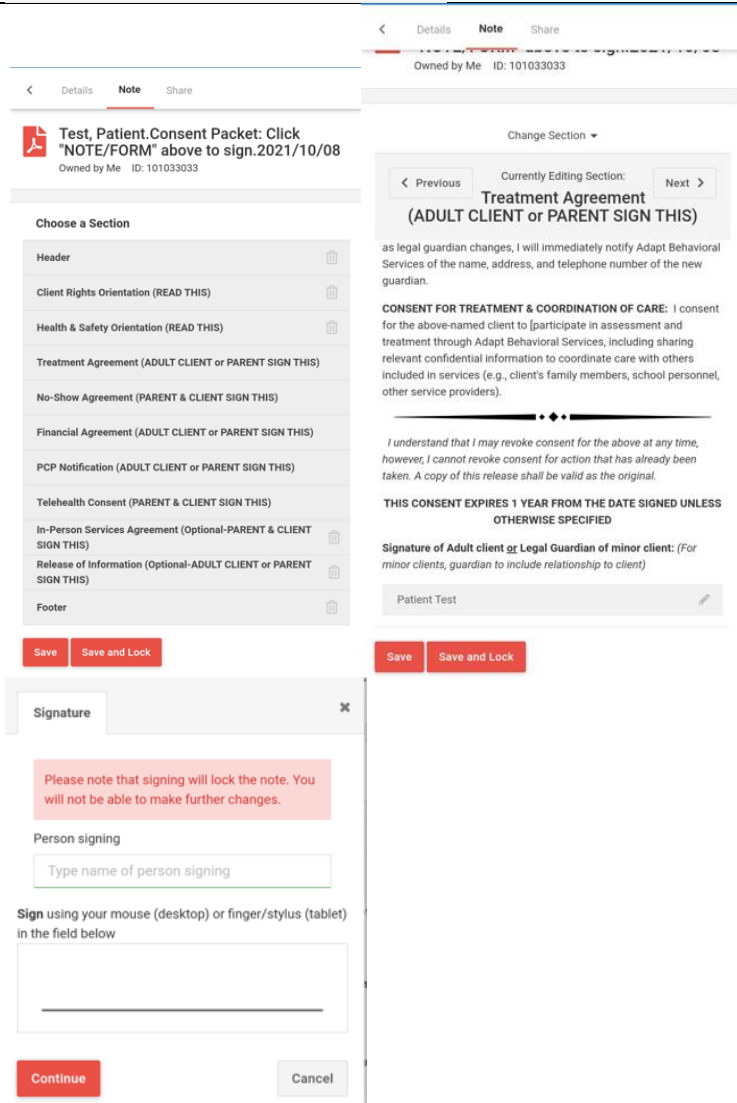 Details Note Share
Test, Patient.Consent Packet: Click
"NOTE/FORM" above to sign.2021/10/08
Owned by Me ID: 101033033
Choose a Section
Header
Client Rights Orientation (READ THIS)
Health & Safety Orientation (READ THIS)
Treatment Agreement (ADULT CLIENT or PARENT SIGN THIS)
No-Show Agreement (PARENT & CLIENT SIGN THIS)
Financial Agreement (ADULT CLIENT or PARENT SIGN THIS)
PCP Notification (ADULT CLIENT or PARENT SIGN THIS)
Telehealth Consent (PARENT & CLIENT SIGN THIS)
In-Person Services Agreement (Optional-PARENT & CLIENT
SIGN THIS)
Release of Information (Optional-ADULT CLIENT or PARENT
SIGN THIS)
Footer
Save Save and Lock
Details Note Share
Owned by Me ID: 101033033
Change Section
Previous
Currently Editing Section:
Next
Treatment Agreement
(ADULT CLIENT or PARENT SIGN THIS)
as legal guardian changes, I will immediately notify Adapt Behavioral
Services of the name, address, and telephone number of the new
guardian.
CONSENT FOR TREATMENT & COORDINATION OF CARE: I consent
for the above-named client to [participate in assessment and
treatment through Adapt Behavioral Services, including sharing
relevant confidential information to coordinate care with others
included in services (e.g., client's family members, school personnel,
other service providers).
I understand that I may revoke consent for the above at any time,
however, I cannot revoke consent for action that has already been
taken. A copy of this release shall be valid as the original.
THIS CONSENT EXPIRES 1 YEAR FROM THE DATE SIGNED UNLESS
OTHERWISE SPECIFIED
Signature of Adult client or Legal Guardian of minor client: (For
minor clients, guardian to include relationship to client)
Patient Test
Save Save and Lock
Signature
Please note that signing will lock the note. You
will not be able to make further changes.
Person signing
Type name of person signing
Sign using your mouse (desktop) or finger/stylus (tablet)
in the field below
Continue Cancel